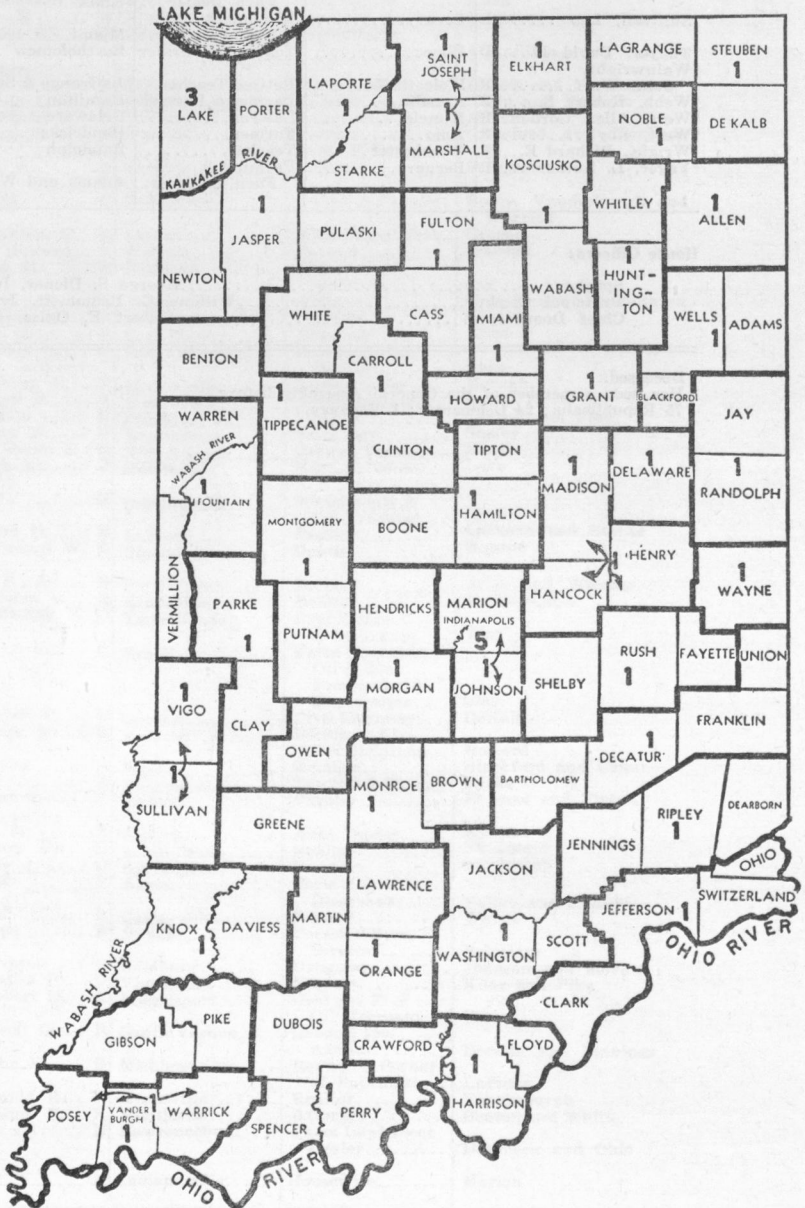 LAKE MICHIGAN
3
LAKE
PORTER
LAPORTE
1
1
SAINT
JOSEPH
1
MARSHALL
1
ELKHART
LAGRANGE
STEUBEN
1
NOBLE
DE KALB
KANKAKEE RIVER
STARKE
KOSCIUSKO
1
WHITLEY
1
ALLEN
NEWTON
1
JASPER
PULASKI
FULTON
1
CASS
MIAMI
1
WABASH
HUNT-
ING-
TON
WELLS
1
ADAMS
WHITE
BENTON
CARROLL
1
HOWARD
1
GRANT
BLACKFORD
JAY
WARREN
1
TIPPECANOE
CLINTON
TIPTON
WABASH RIVER
1
FOUNTAIN
1
MADISON
1
DELAWARE
1
RANDOLPH
MONTGOMERY
1
BOONE
1
HAMILTON
VERMILLION
PARKE
1
PUTNAM
HENDRICKS
MARION
INDIANAPOLIS
5
HANCOCK
1
HENRY
1
WAYNE
1
MORGAN
1
JOHNSON
SHELBY
RUSH
1
FAYETTE
UNION
1
VIGO
1
SULLIVAN
CLAY
OWEN
FRANKLIN
MONROE
1
BROWN
BARTHOLOMEW
DECATUR
1
GREENE
JENNINGS
RIPLEY
1
DEARBORN
OHIO
JACKSON
LAWRENCE
JEFFERSON 1
SWITZERLAND
OHIO RIVER
KNOX
1
DAVIESS
MARTIN
1
ORANGE
1
WASHINGTON
SCOTT
WABASH RIVER
CLARK
GIBSON
1
PIKE
DUBOIS
CRAWFORD
FLOYD
1
HARRISON
POSEY
VANDER
BURGH
1
WARRICK
SPENCER
1
PERRY
OHIO RIVER